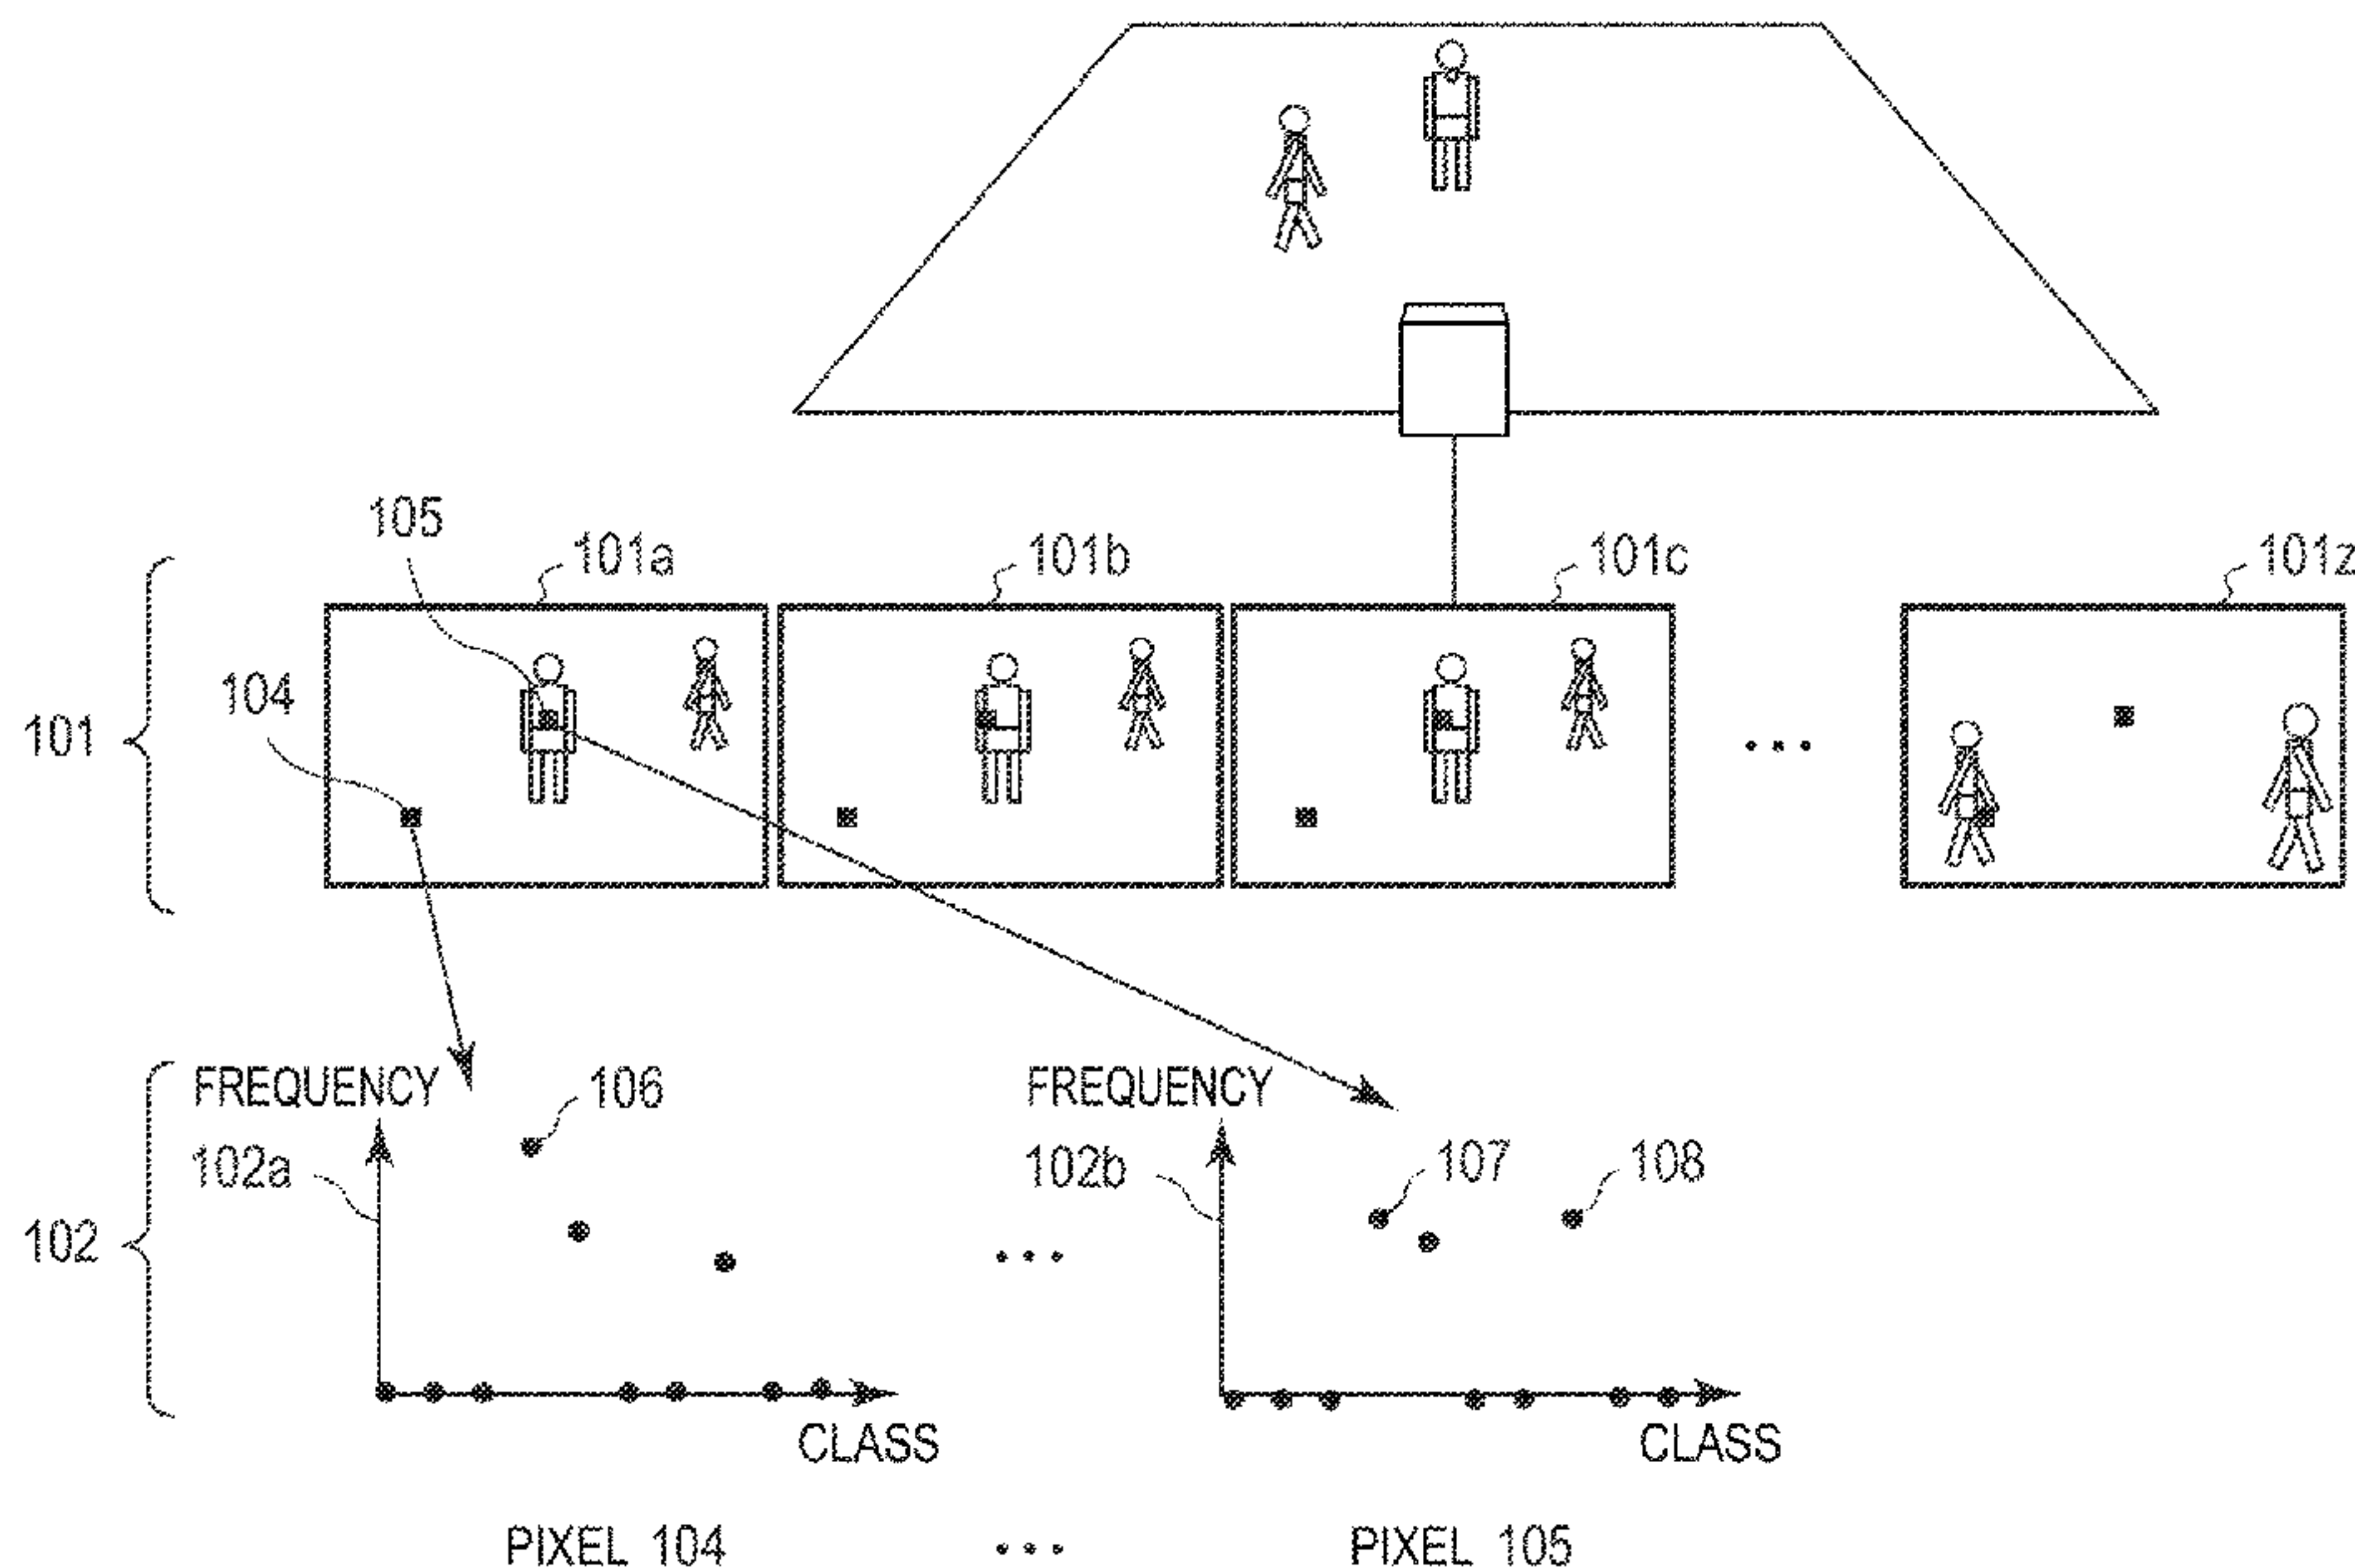 105
101a
101b
101c
101z
104
101
FREQUENCY
106
FREQUENCY
102a
102b
107
108
102
...
CLASS
CLASS
PIXEL 104
...
PIXEL 105